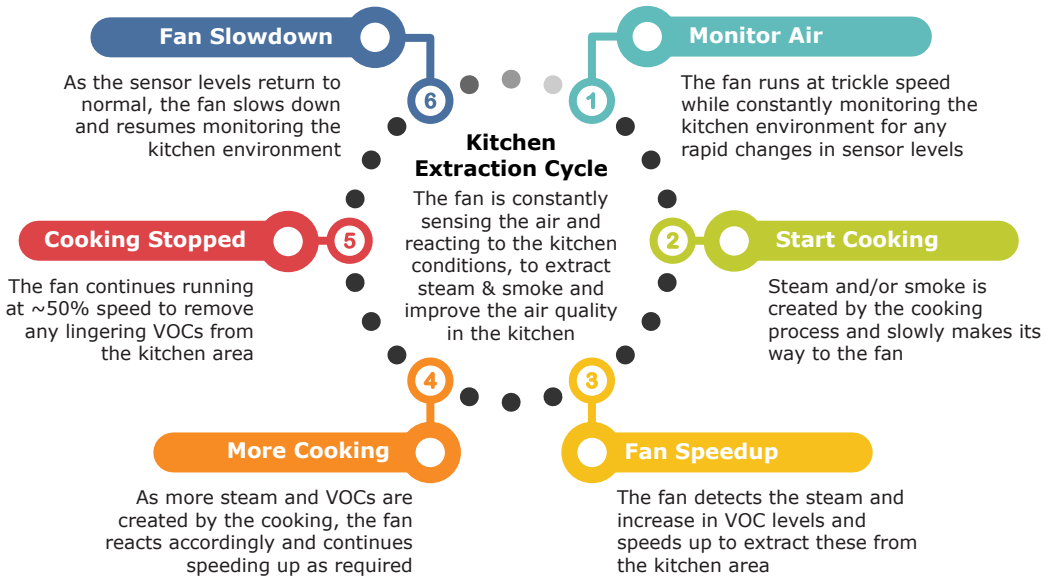 Kitchen
Extraction Cycle
The fan is constantly
sensing the air and
reacting to the kitchen
conditions, to extract
steam & smoke and
improve the air quality
in the kitchen
1
Monitor Air
The fan runs at trickle speed
while constantly monitoring the
kitchen environment for any
rapid changes in sensor levels
2
Start Cooking
Steam and/or smoke is
created by the cooking
process and slowly makes its
way to the fan
3
Fan Speedup
The fan detects the steam and
increase in VOC levels and
speeds up to extract these from
the kitchen area
4
More Cooking
As more steam and VOCs are
created by the cooking, the fan
reacts accordingly and continues
speeding up as required
5
Cooking Stopped
The fan continues running
at ~50% speed to remove
any lingering VOCs from
the kitchen area
6
Fan Slowdown
As the sensor levels return to
normal, the fan slows down
and resumes monitoring the
kitchen environment